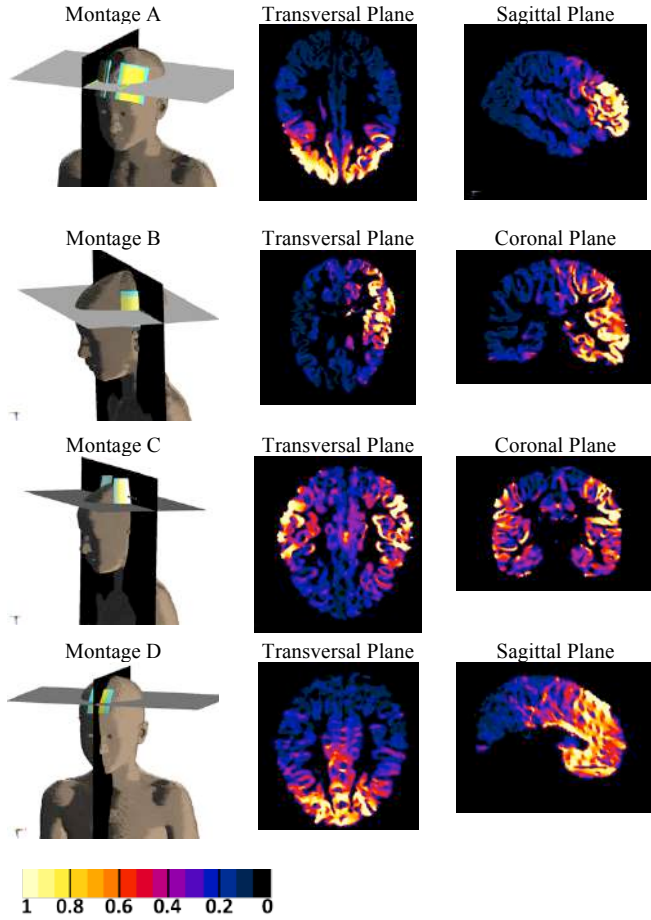 Montage A Transversal Plane Sagittal Plane
Montage B Transversal Plane Coronal Plane
Montage C Transversal Plane Coronal Plane
Montage D Transversal Plane Sagittal Plane
1 0.8 0.6 0.4 0.2 0